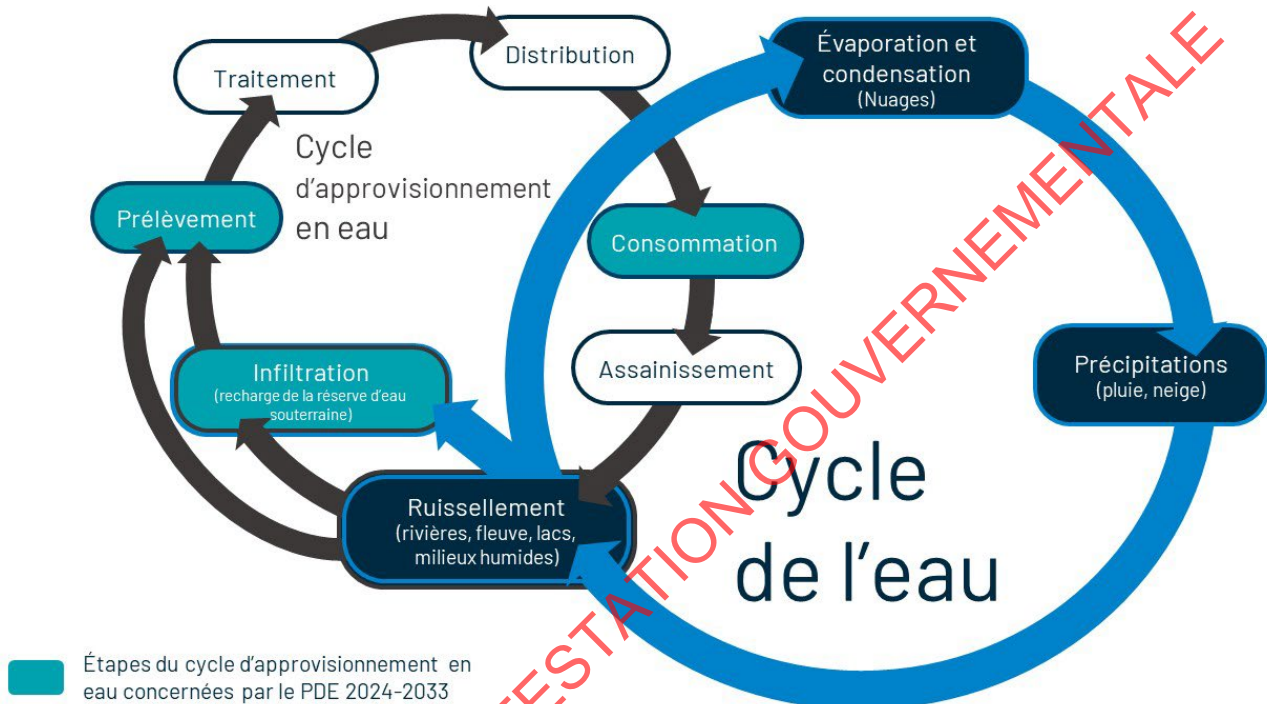 Traitement
Distribution
Évaporation et
condensation
(Nuages)
Cycle
d'approvisionnement
en eau
Prélèvement
Consommation
Infiltration
(recharge de la réserve d'eau
souterraine)
Assainissement
Précipitations
(pluie, neige)
Ruissellement
(rivières, fleuve, lacs,
milieux humides)
Cycle
de l'eau
Étapes du cycle d'approvisionnement en
eau concernées par le PDE 2024-2033
TESTATION GOUVERNEMENTALE